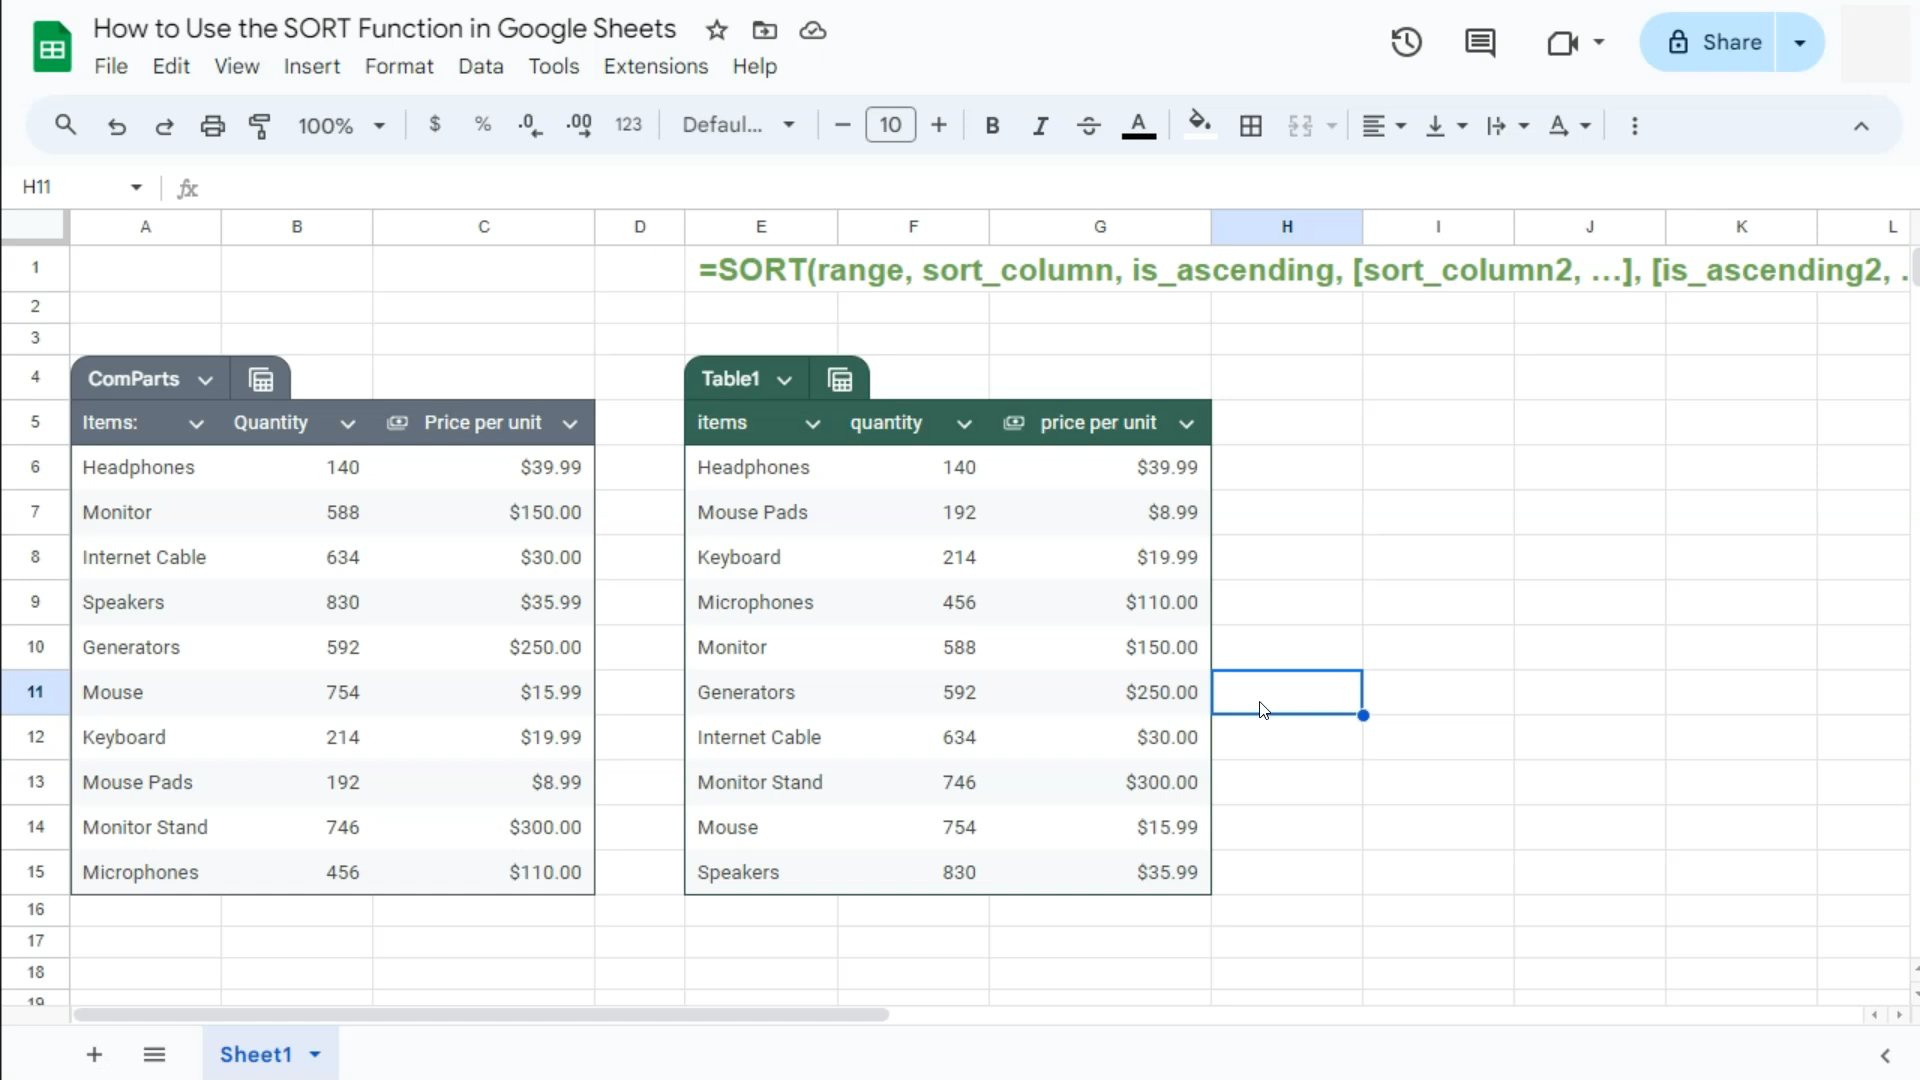 How to Use the SORT Function in Google Sheets
File Edit View Insert Format Data Tools Extensions Help
Share
100% $ % .0 .00 123 Defaul... − 10 + B I S A
H11 fx
A B C D E F G H I J K L
1 =SORT(range, sort_column, is_ascending, [sort_column2, ...], [is_ascending2, .
2
3
4 ComParts Table1
5 Items: Quantity Price per unit items quantity price per unit
6 Headphones 140 $39.99 Headphones 140 $39.99
7 Monitor 588 $150.00 Mouse Pads 192 $8.99
8 Internet Cable 634 $30.00 Keyboard 214 $19.99
9 Speakers 830 $35.99 Microphones 456 $110.00
10 Generators 592 $250.00 Monitor 588 $150.00
11 Mouse 754 $15.99 Generators 592 $250.00
12 Keyboard 214 $19.99 Internet Cable 634 $30.00
13 Mouse Pads 192 $8.99 Monitor Stand 746 $300.00
14 Monitor Stand 746 $300.00 Mouse 754 $15.99
15 Microphones 456 $110.00 Speakers 830 $35.99
16
17
18
19
Sheet1